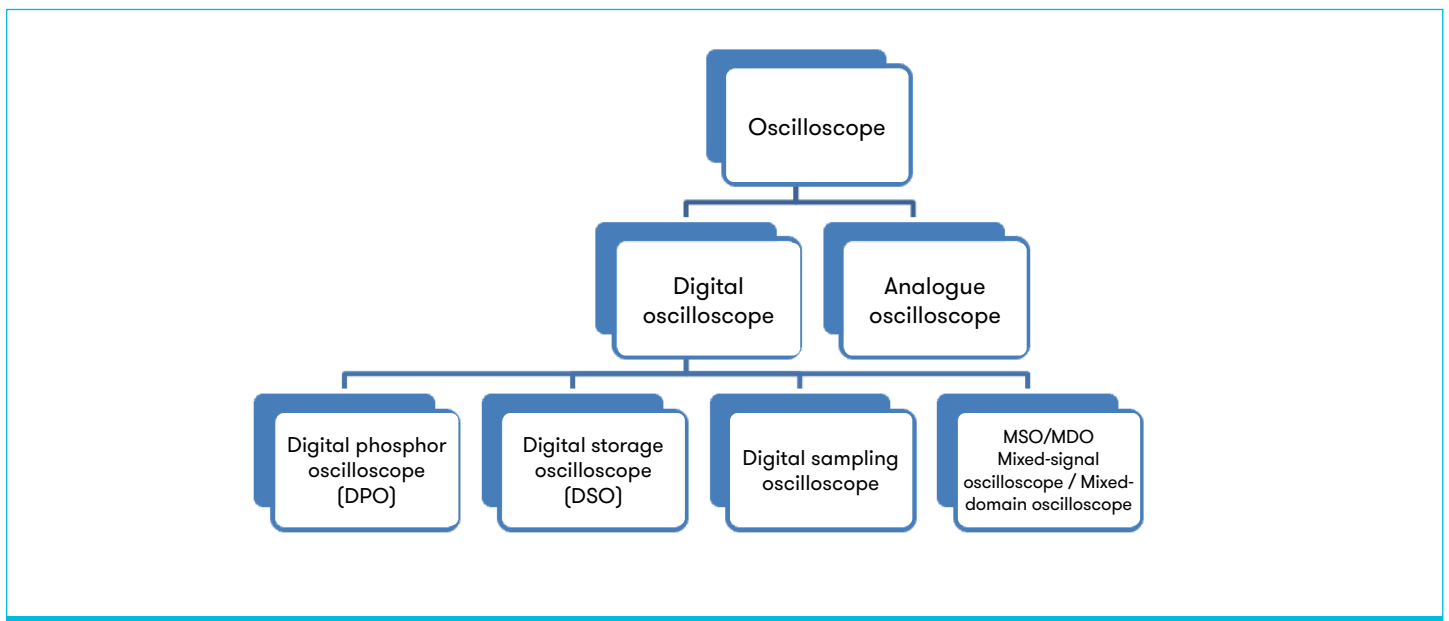 Oscilloscope
Digital
oscilloscope
Analogue
oscilloscope
Digital phosphor
oscilloscope
(DPO)
Digital storage
oscilloscope
(DSO)
Digital sampling
oscilloscope
MSO/MDO
Mixed-signal
oscilloscope / Mixed-
domain oscilloscope